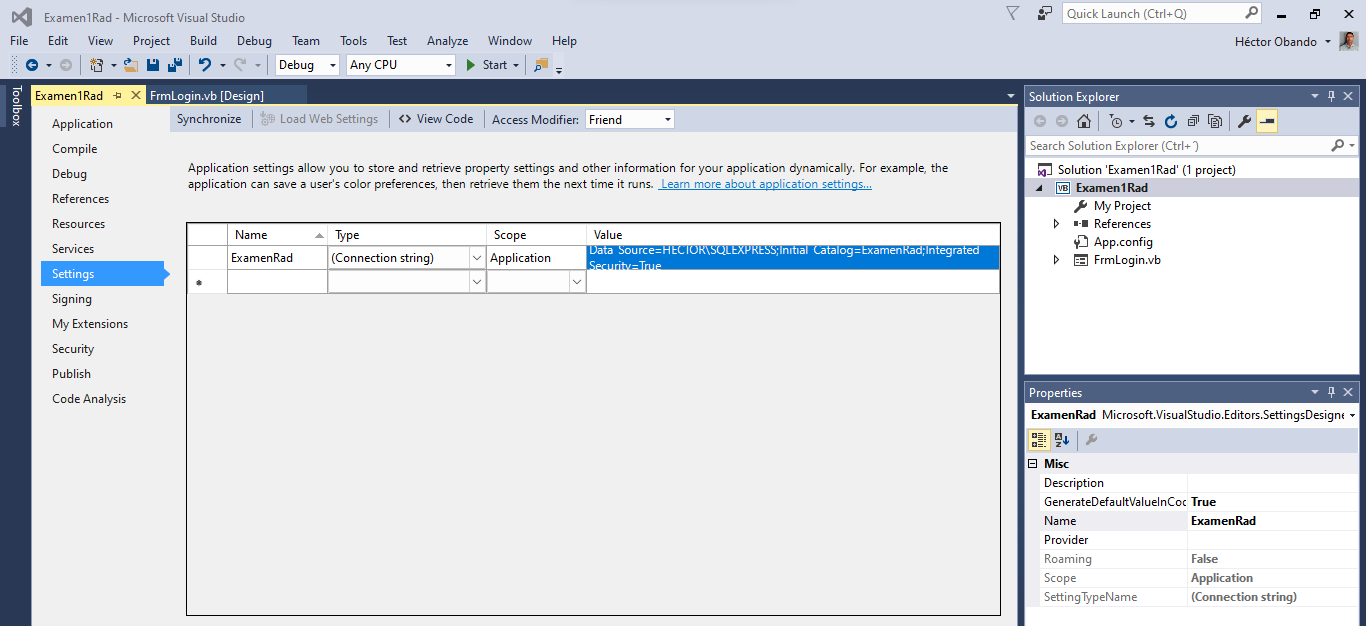 Examen1Rad - Microsoft Visual Studio
Quick Launch (Ctrl+Q)
File Edit View Project Build Debug Team Tools Test Analyze Window Help
Héctor Obando
Debug Any CPU Start
Toolbox
Examen1Rad FrmLogin.vb [Design]
Synchronize Load Web Settings View Code Access Modifier: Friend
Application
Compile
Debug
References
Resources
Services
Settings
Signing
My Extensions
Security
Publish
Code Analysis
Application settings allow you to store and retrieve property settings and other information for your application dynamically. For example, the
application can save a user's color preferences, then retrieve them the next time it runs. Learn more about application settings...
Name Type Scope Value
ExamenRad (Connection string) Application
Data Source=HECTOR\SQLEXPRESS;Initial Catalog=ExamenRad;Integrated
Security=True
Solution Explorer
Search Solution Explorer (Ctrl+´)
Solution 'Examen1Rad' (1 project)
VB Examen1Rad
My Project
References
App.config
FrmLogin.vb
Properties
ExamenRad Microsoft.VisualStudio.Editors.SettingsDesigne
Misc
Description
GenerateDefaultValueInCod True
Name ExamenRad
Provider
Roaming False
Scope Application
SettingTypeName (Connection string)